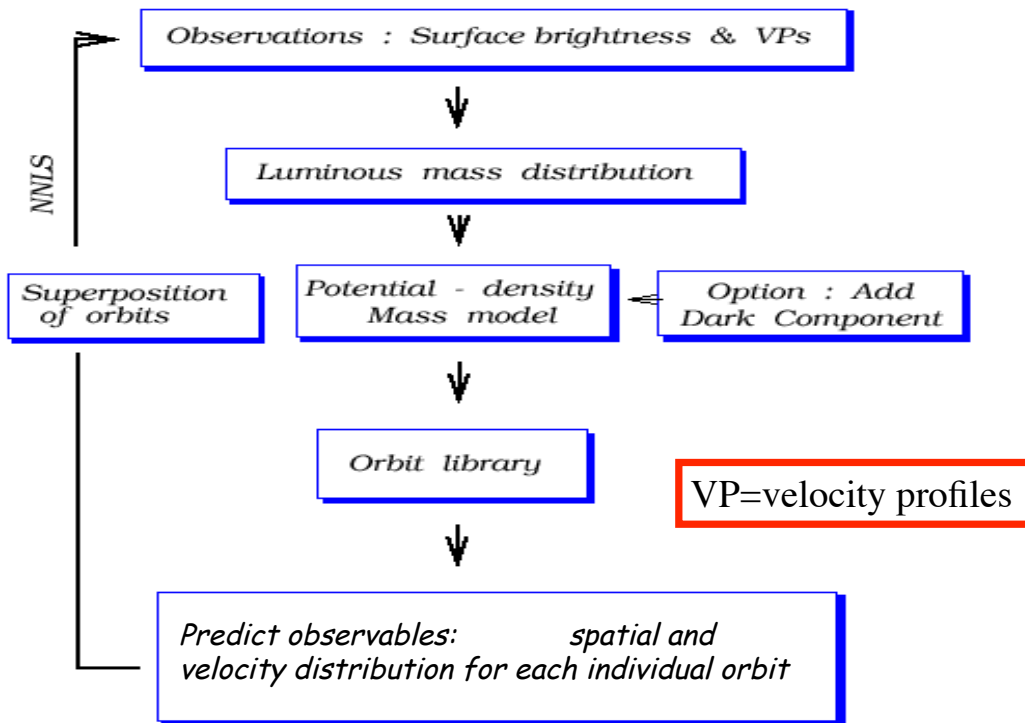 Observations : Surface brightness & VPs
NNLS
Luminous mass distribution
Superposition
of orbits
Potential - density
Mass model
Option : Add
Dark Component
Orbit library
VP=velocity profiles
Predict observables: spatial and
velocity distribution for each individual orbit